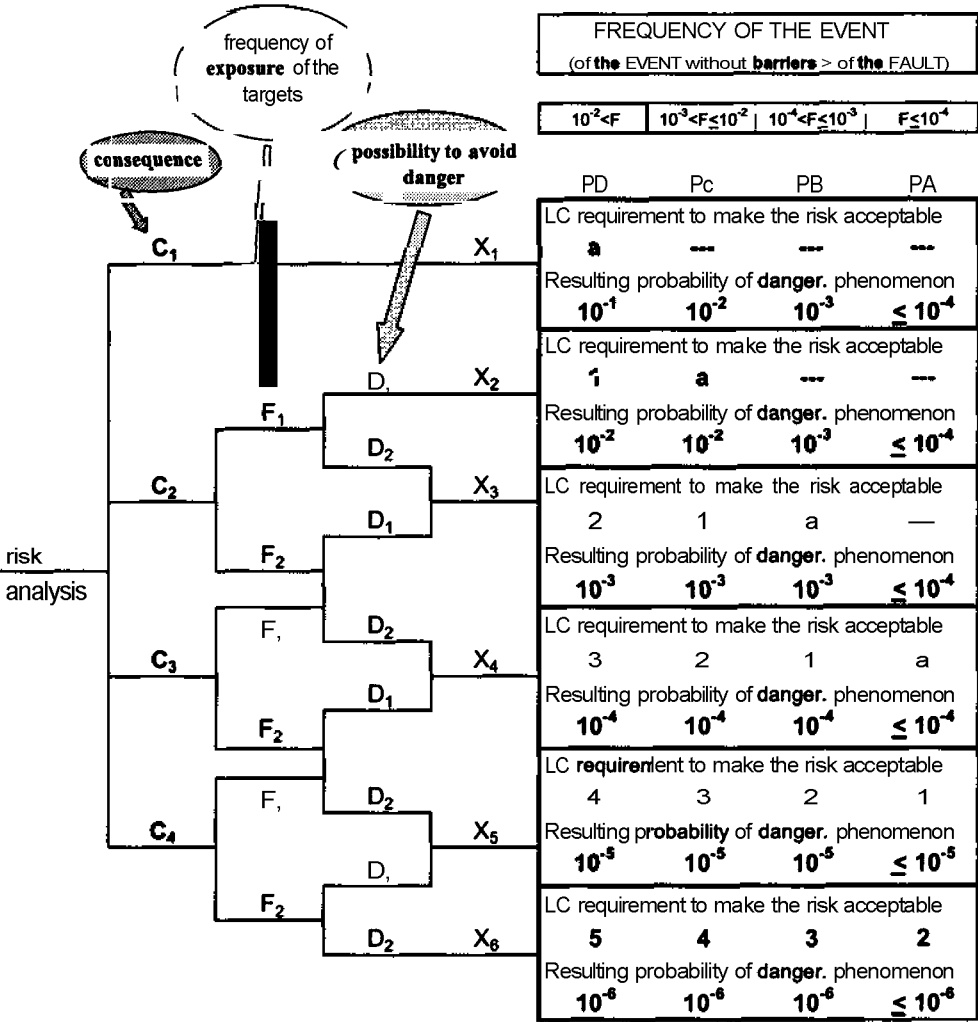 frequency of
exposure of the
targets
FREQUENCY OF THE EVENT
(of the EVENT without barriers > of the FAULT)
10⁻²<F 10⁻³<F≤10⁻² | 10⁻⁴<F≤10⁻³ | F≤10⁻⁴
consequence
possibility to avoid
danger
PD Pc PB PA
C₁ X₁
LC requirement to make the risk acceptable
a --- --- ---
Resulting probability of danger. phenomenon
10⁻¹ 10⁻² 10⁻³ ≤ 10⁻⁴
F₁ D, X₂
LC requirement to make the risk acceptable
1 a --- ---
Resulting probability of danger. phenomenon
10⁻² 10⁻² 10⁻³ ≤ 10⁻⁴
D₂
C₂ X₃
D₁
F₂
LC requirement to make the risk acceptable
2 1 a —
Resulting probability of danger. phenomenon
10⁻³ 10⁻³ 10⁻³ ≤ 10⁻⁴
risk
analysis
F, D₂
C₃ X₄
D₁
F₂
LC requirement to make the risk acceptable
3 2 1 a
Resulting probability of danger. phenomenon
10⁻⁴ 10⁻⁴ 10⁻⁴ ≤ 10⁻⁴
F, D₂
C₄ X₅
D,
LC requirement to make the risk acceptable
4 3 2 1
Resulting probability of danger. phenomenon
10⁻⁵ 10⁻⁵ 10⁻⁵ ≤ 10⁻⁵
F₂ D₂ X₆
LC requirement to make the risk acceptable
5 4 3 2
Resulting probability of danger. phenomenon
10⁻⁶ 10⁻⁶ 10⁻⁶ ≤ 10⁻⁶